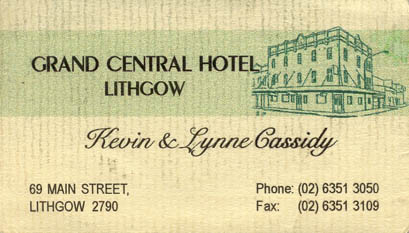 GRAND CENTRAL HOTEL
LITHGOW
Kevin & Lynne Cassidy
69 MAIN STREET,
LITHGOW 2790
Phone: (02) 6351 3050
Fax: (02) 6351 3109